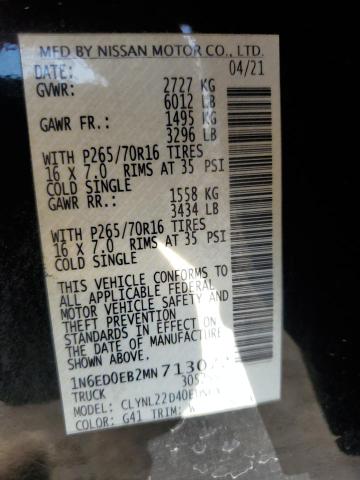 MFD BY NISSAN MOTOR CO., LTD.
DATE: 04/21
GVWR: 2727 KG
6012 LB
GAWR FR.: 1495 KG
3296 LB
WITH P265/70R16 TIRES
16 X 7.0 RIMS AT 35 PSI
COLD SINGLE
GAWR RR.: 1558 KG
3434 LB
WITH P265/70R16 TIRES
16 X 7.0 RIMS AT 35 PSI
COLD SINGLE
THIS VEHICLE CONFORMS TO
ALL APPLICABLE FEDERAL
MOTOR VEHICLE SAFETY AND
THEFT PREVENTION
STANDARDS IN EFFECT ON
THE DATE OF MANUFACTURE
SHOWN ABOVE.
TRUCK
MODEL:
COLOR: G41 TRIM: